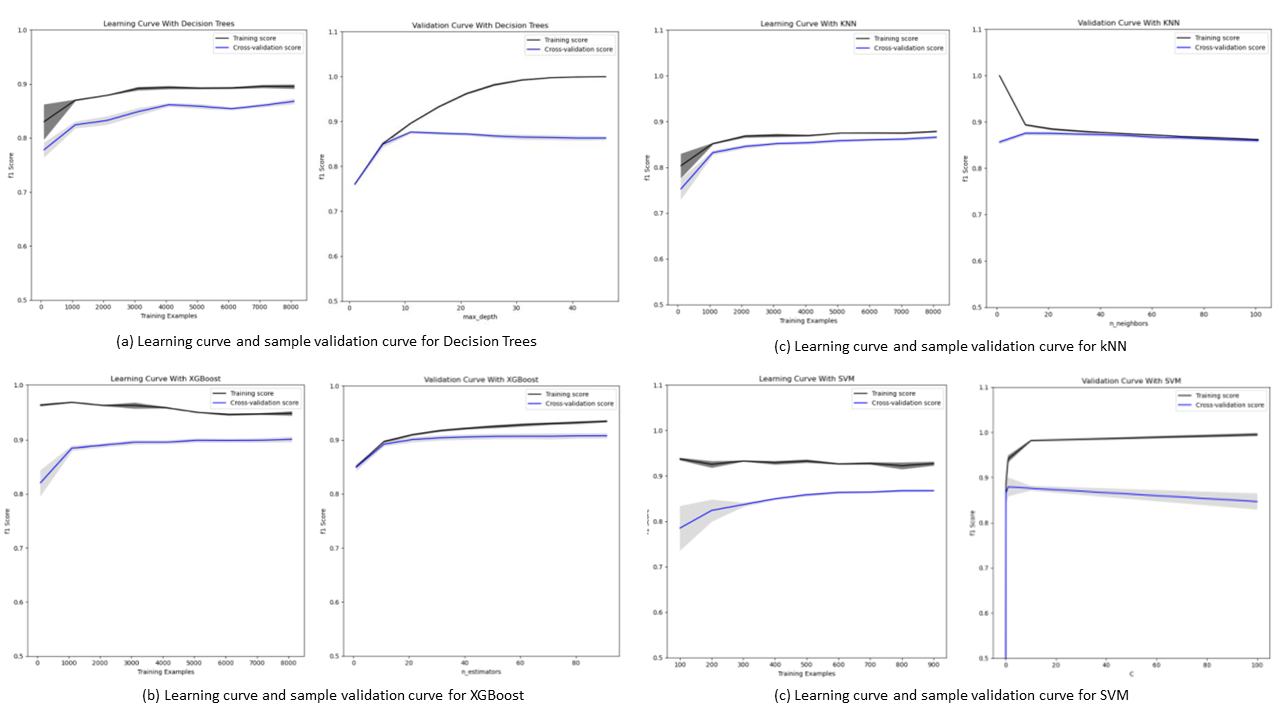 Learning Curve With Decision Trees
Training score
Cross-validation score
1.0
0.9
0.8
0.7
0.6
0.5
f1 Score
0 1000 2000 3000 4000 5000 6000 7000 8000
Training Examples
Validation Curve With Decision Trees
Training score
Cross-validation score
1.1
1.0
0.9
0.8
0.7
0.6
0.5
f1 Score
0 10 20 30 40
max_depth
(a) Learning curve and sample validation curve for Decision Trees
Learning Curve With KNN
Training score
Cross-validation score
1.1
1.0
0.9
0.8
0.7
0.6
0.5
f1 Score
0 1000 2000 3000 4000 5000 6000 7000 8000
Training Examples
Validation Curve With KNN
Training score
Cross-validation score
1.1
1.0
0.9
0.8
0.7
0.6
0.5
f1 Score
0 20 40 60 80 100
n_neighbors
(c) Learning curve and sample validation curve for kNN
Learning Curve With XGBoost
Training score
Cross-validation score
1.0
0.9
0.8
0.7
0.6
0.5
f1 Score
0 1000 2000 3000 4000 5000 6000 7000 8000
Training Examples
Validation Curve With XGBoost
Training score
Cross-validation score
1.0
0.9
0.8
0.7
0.6
0.5
f1 Score
0 20 40 60 80
n_estimators
(b) Learning curve and sample validation curve for XGBoost
Learning Curve With SVM
Training score
Cross-validation score
1.1
1.0
0.9
0.8
0.7
0.6
0.5
100 200 300 400 500 600 700 800 900
Training Examples
Validation Curve With SVM
Training score
Cross-validation score
1.1
1.0
0.9
0.8
0.7
0.6
0.5
f1 Score
0 20 40 60 80 100
C
(c) Learning curve and sample validation curve for SVM